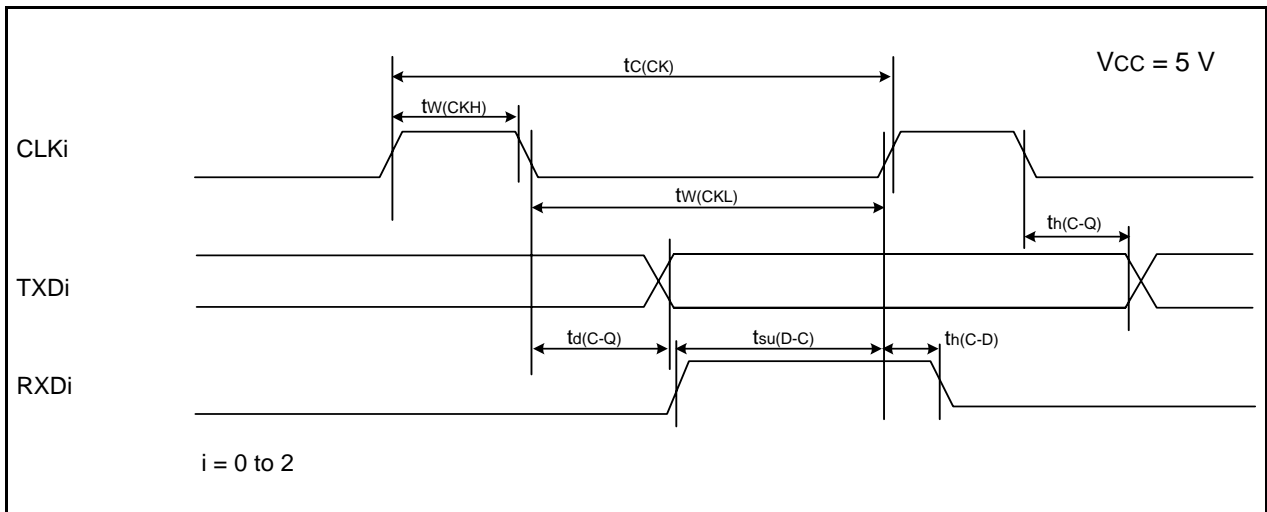 tC(CK)
VCC = 5 V
tW(CKH)
CLKi
tW(CKL)
th(C-Q)
TXDi
td(C-Q)
tsu(D-C)
th(C-D)
RXDi
i = 0 to 2